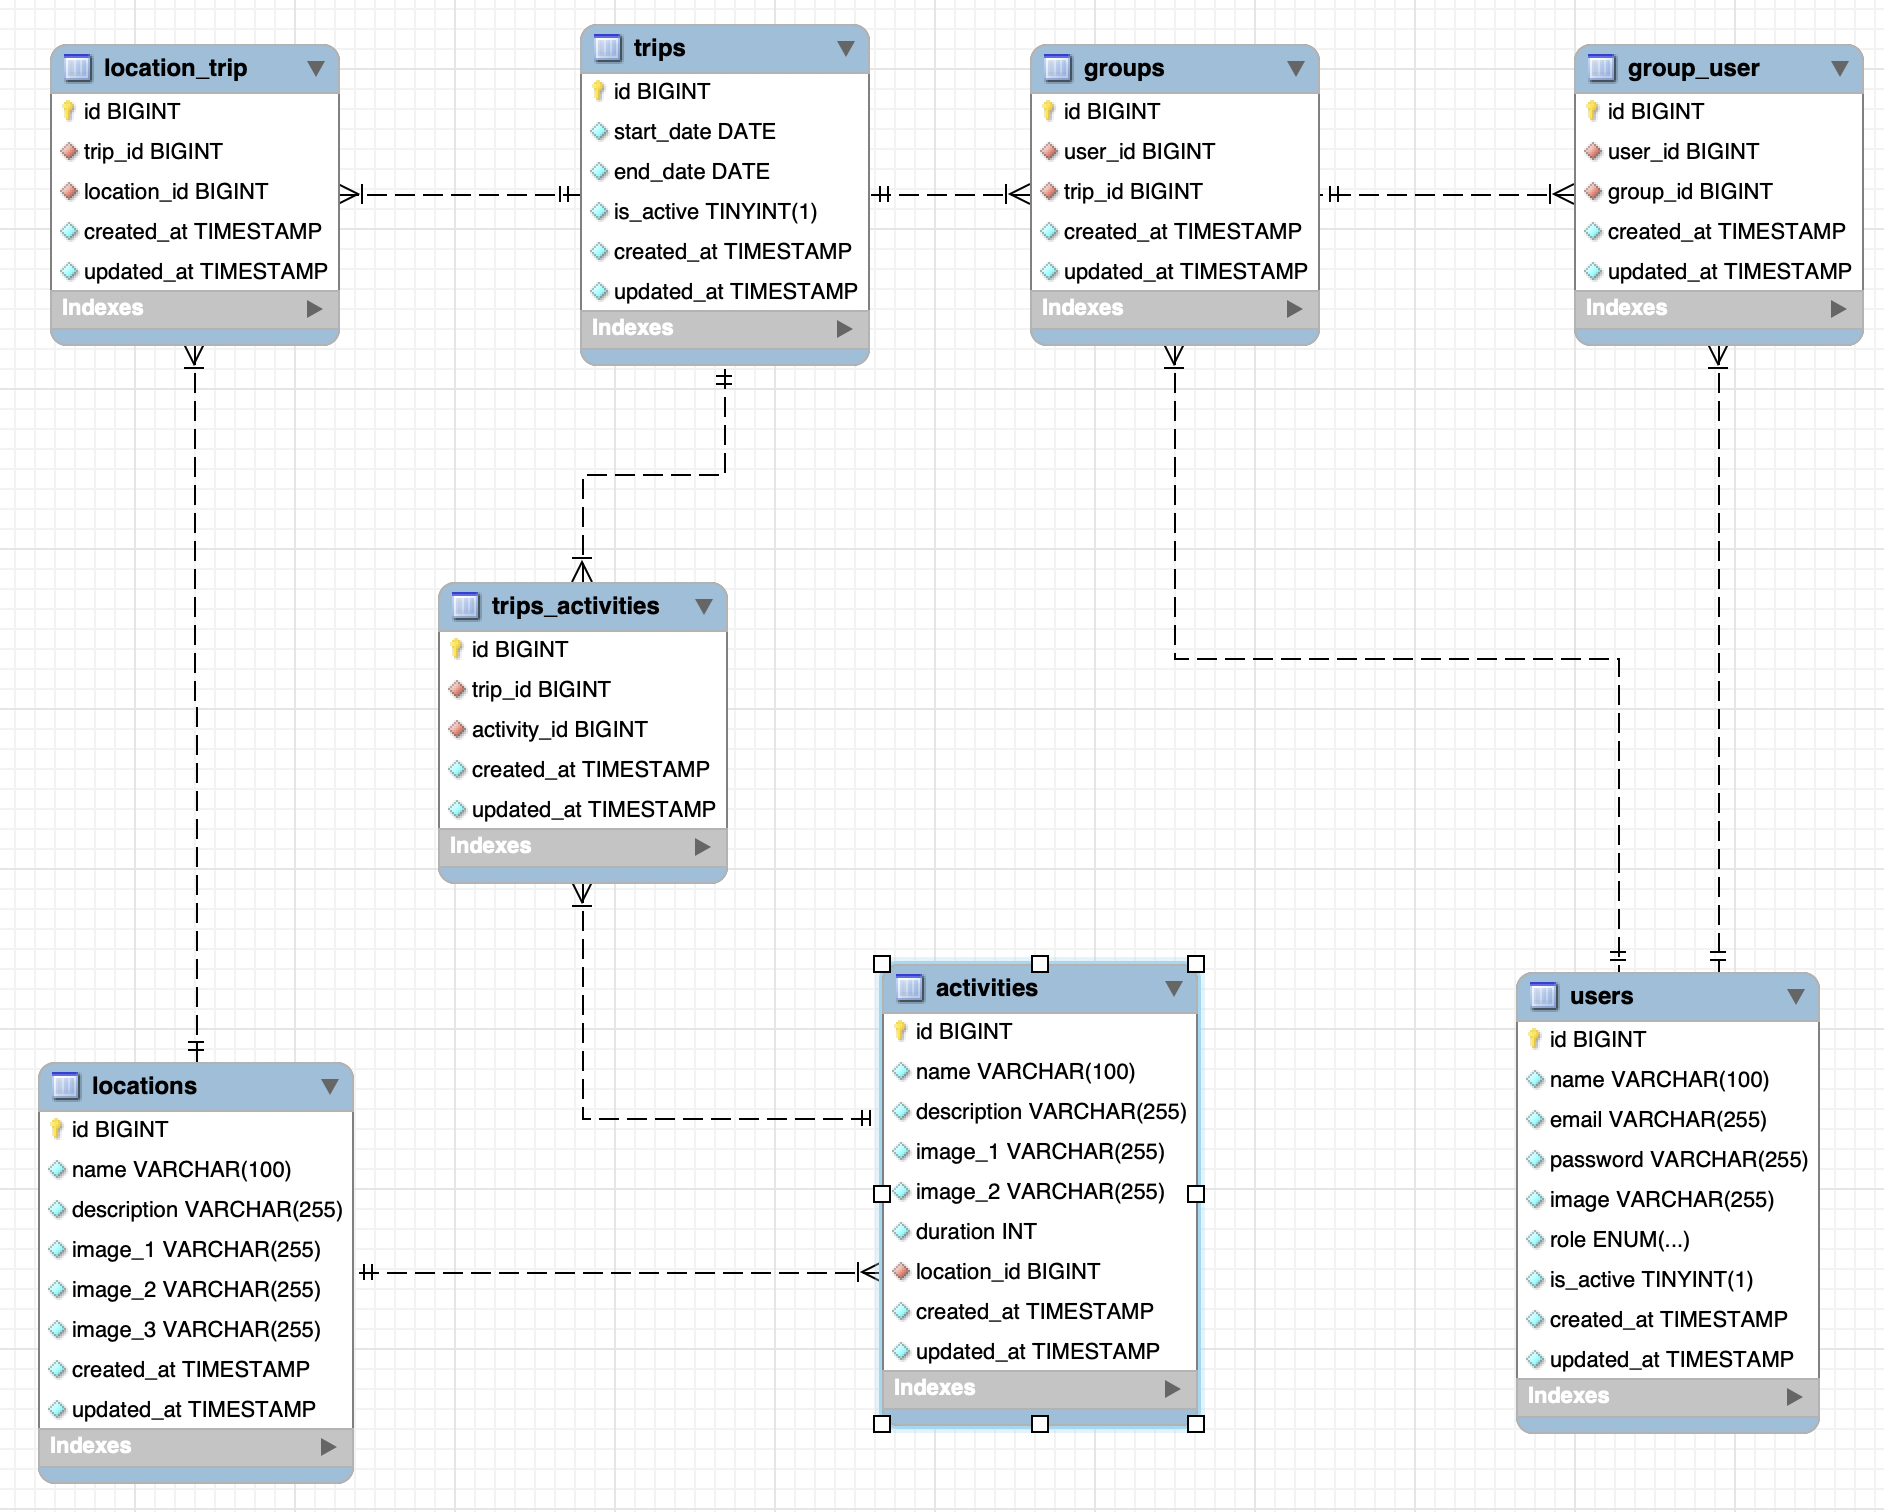 location_trip
id BIGINT
trip_id BIGINT
location_id BIGINT
created_at TIMESTAMP
updated_at TIMESTAMP
Indexes
trips
id BIGINT
start_date DATE
end_date DATE
is_active TINYINT(1)
created_at TIMESTAMP
updated_at TIMESTAMP
Indexes
groups
id BIGINT
user_id BIGINT
trip_id BIGINT
created_at TIMESTAMP
updated_at TIMESTAMP
Indexes
group_user
id BIGINT
user_id BIGINT
group_id BIGINT
created_at TIMESTAMP
updated_at TIMESTAMP
Indexes
trips_activities
id BIGINT
trip_id BIGINT
activity_id BIGINT
created_at TIMESTAMP
updated_at TIMESTAMP
Indexes
locations
id BIGINT
name VARCHAR(100)
description VARCHAR(255)
image_1 VARCHAR(255)
image_2 VARCHAR(255)
image_3 VARCHAR(255)
created_at TIMESTAMP
updated_at TIMESTAMP
Indexes
activities
id BIGINT
name VARCHAR(100)
description VARCHAR(255)
image_1 VARCHAR(255)
image_2 VARCHAR(255)
duration INT
location_id BIGINT
created_at TIMESTAMP
updated_at TIMESTAMP
Indexes
users
id BIGINT
name VARCHAR(100)
email VARCHAR(255)
password VARCHAR(255)
image VARCHAR(255)
role ENUM(...)
is_active TINYINT(1)
created_at TIMESTAMP
updated_at TIMESTAMP
Indexes